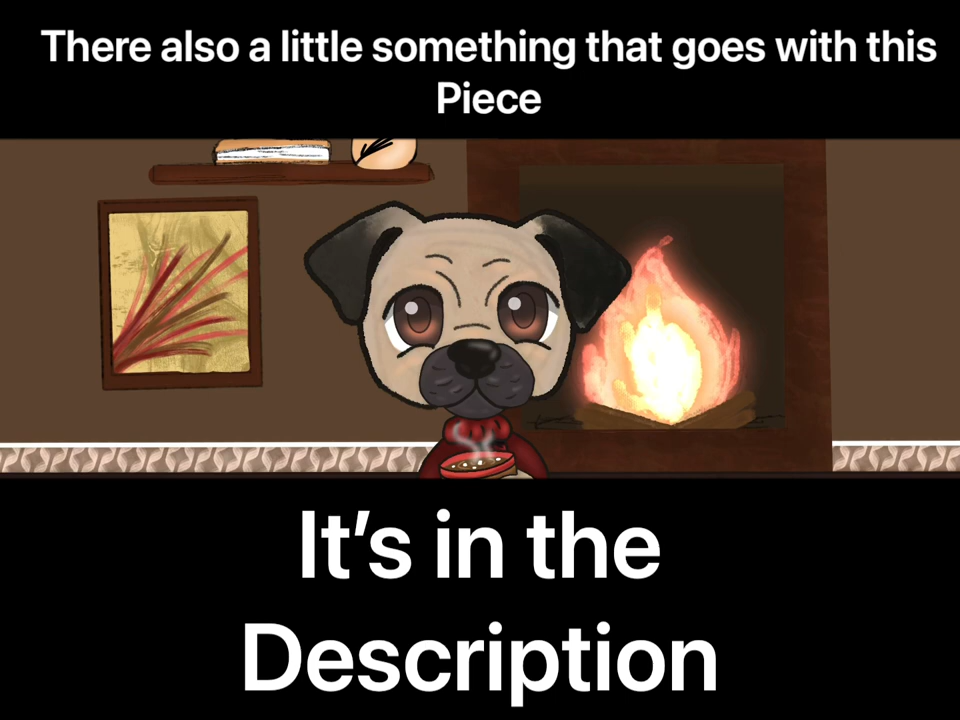 There also a little something that goes with this
Piece
It's in the
Description